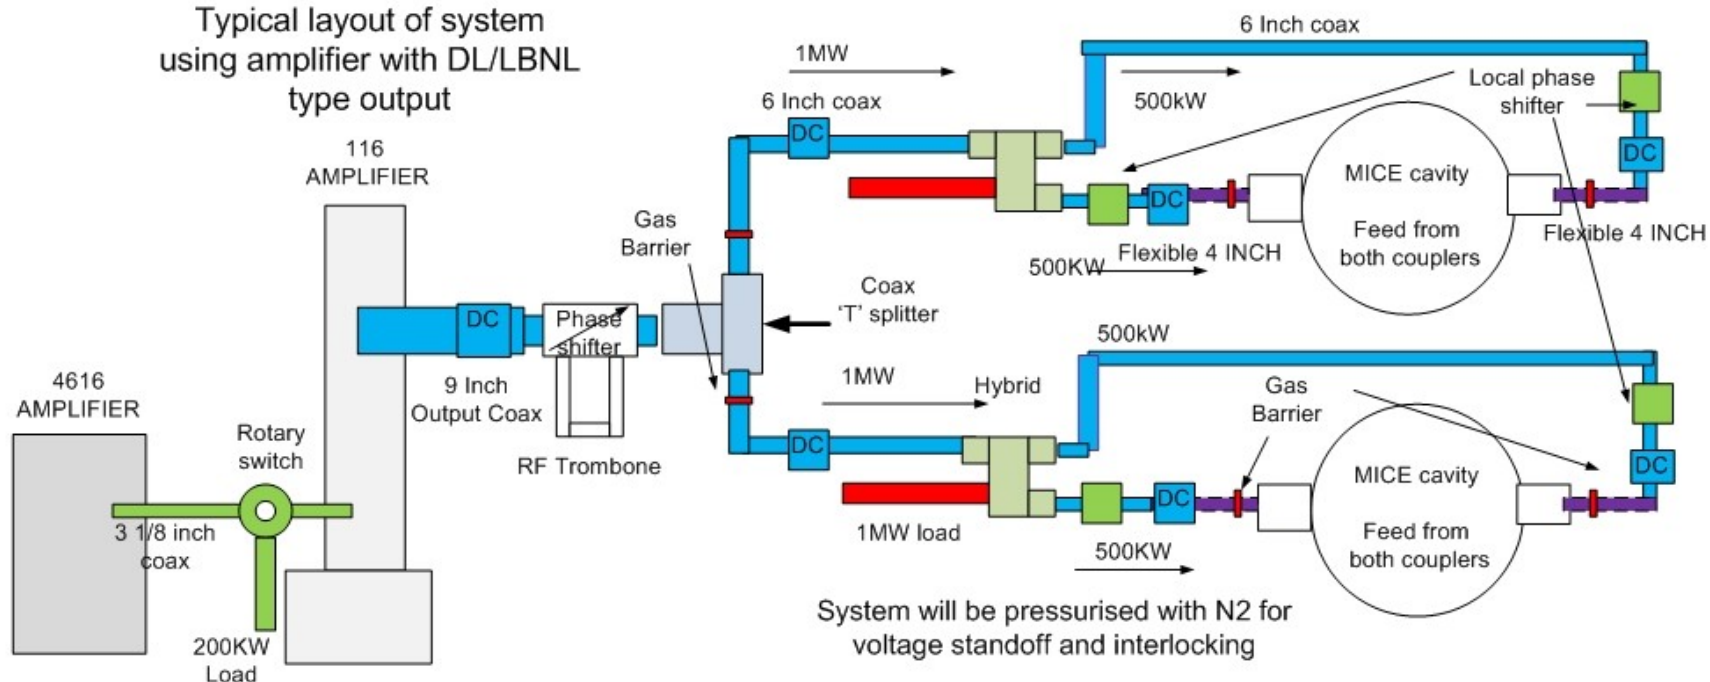 Typical layout of system
using amplifier with DL/LBNL
type output
116
AMPLIFIER
4616
AMPLIFIER
Rotary
switch
3 1/8 inch
coax
200KW
Load
DC
9 Inch
Output Coax
Phase
shifter
RF Trombone
Gas
Barrier
Coax
‘T’ splitter
1MW
6 Inch coax
DC
6 Inch coax
500kW
Local phase
shifter
DC
DC
MICE cavity
Feed from
both couplers
Flexible 4 INCH
Flexible 4 INCH
500KW
500kW
1MW
Hybrid
DC
Gas
Barrier
DC
DC
MICE cavity
Feed from
both couplers
1MW load
500KW
System will be pressurised with N2 for
voltage standoff and interlocking